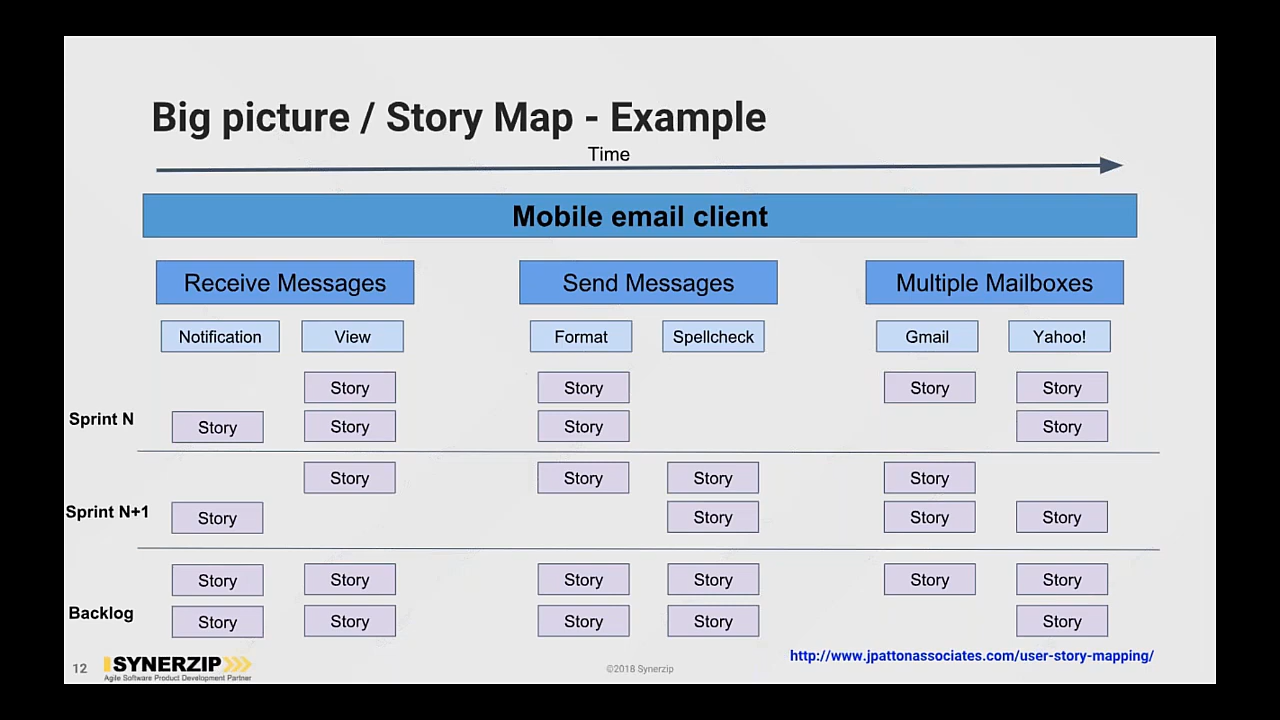 Big picture / Story Map - Example
Time
Mobile email client
Receive Messages Send Messages Multiple Mailboxes
Notification View Format Spellcheck Gmail Yahoo!
Story Story Story Story
Sprint N
Story Story Story Story
Story Story Story Story
Sprint N+1
Story Story Story Story
Story Story Story Story Story Story
Backlog
Story Story Story Story Story
http://www.jpattonassociates.com/user-story-mapping/
12 SYNERZIP ©2018 Synerzip
Agile Software Product Development Partner